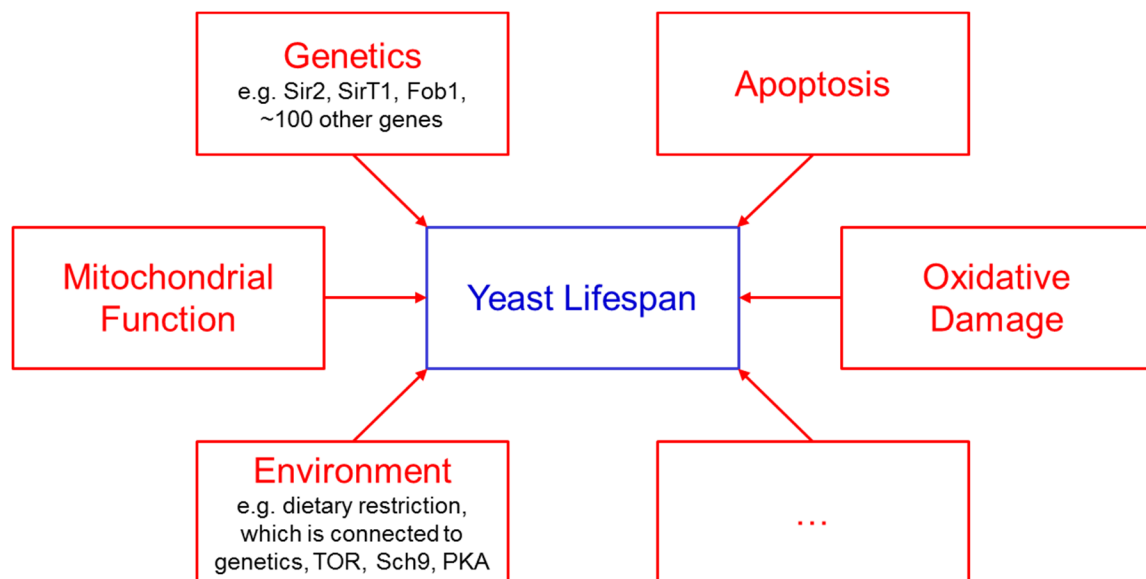 Genetics
e.g. Sir2, SirT1, Fob1,
~100 other genes
Apoptosis
Mitochondrial
Function
Yeast Lifespan
Oxidative
Damage
Environment
e.g. dietary restriction,
which is connected to
genetics, TOR, Sch9, PKA
...